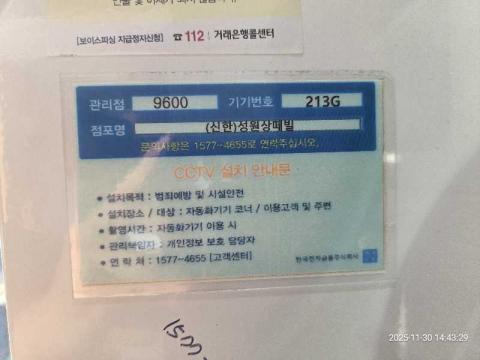 [보이스피싱 지급정지신청] ☎ 112 | 거래은행콜센터
관리점 9600 기기번호 213G
점포명 (신한)정원상떼빌
문의사항은 1577-4655로 연락주십시오.
CCTV 설치 안내문
• 설치목적 : 범죄예방 및 시설안전
• 설치장소 / 대상 : 자동화기기 코너 / 이용고객 및 주변
• 촬영시간 : 자동화기기 이용 시
• 관리책임자 : 개인정보 보호 담당자
• 연 락 처 : 1577-4655 [고객센터]
한국전자금융주식회사
2025-11-30 14:43:29